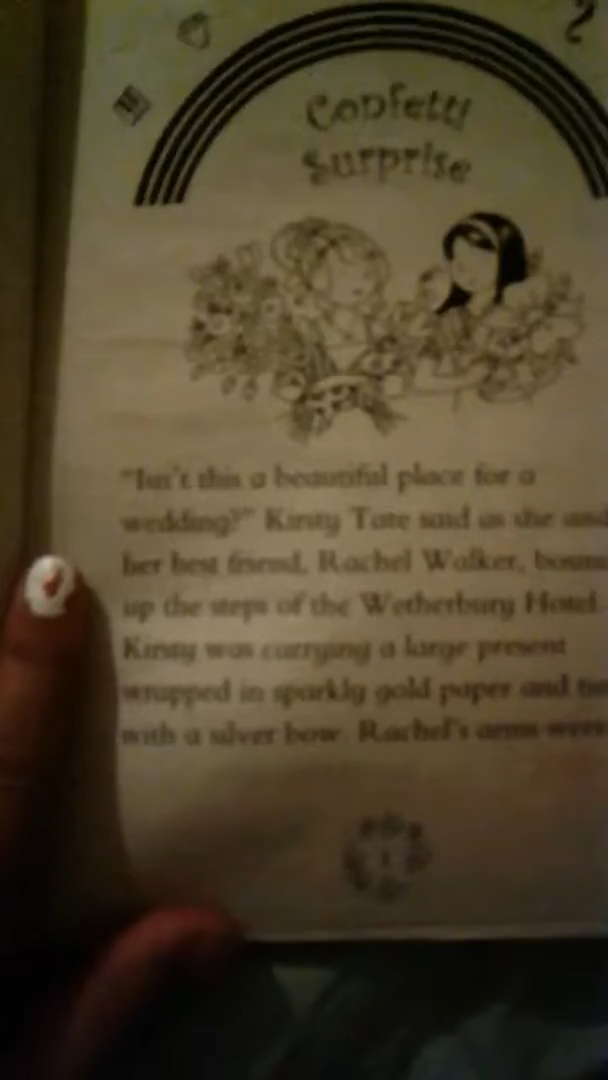 Confetti
Surprise
"Isn't this a beautiful place for a
wedding?" Kirsty Tate said as she and
her best friend, Rachel Walker,
up the steps of the Wetherbury Hotel.
Kirsty was carrying a large present
wrapped in sparkly gold paper and
with a silver bow. Rachel's arms were
1